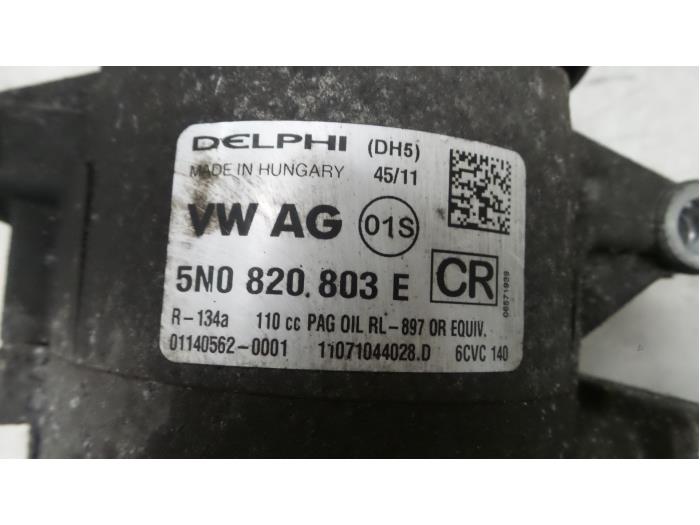 DELPHI (DH5)
MADE IN HUNGARY 45/11
VW AG 01S
5N0 820.803 E CR
R-134a 110 cc PAG OIL RL-897 OR EQUIV.
01140562-0001 11071044028.D 6CVC 140
06571939